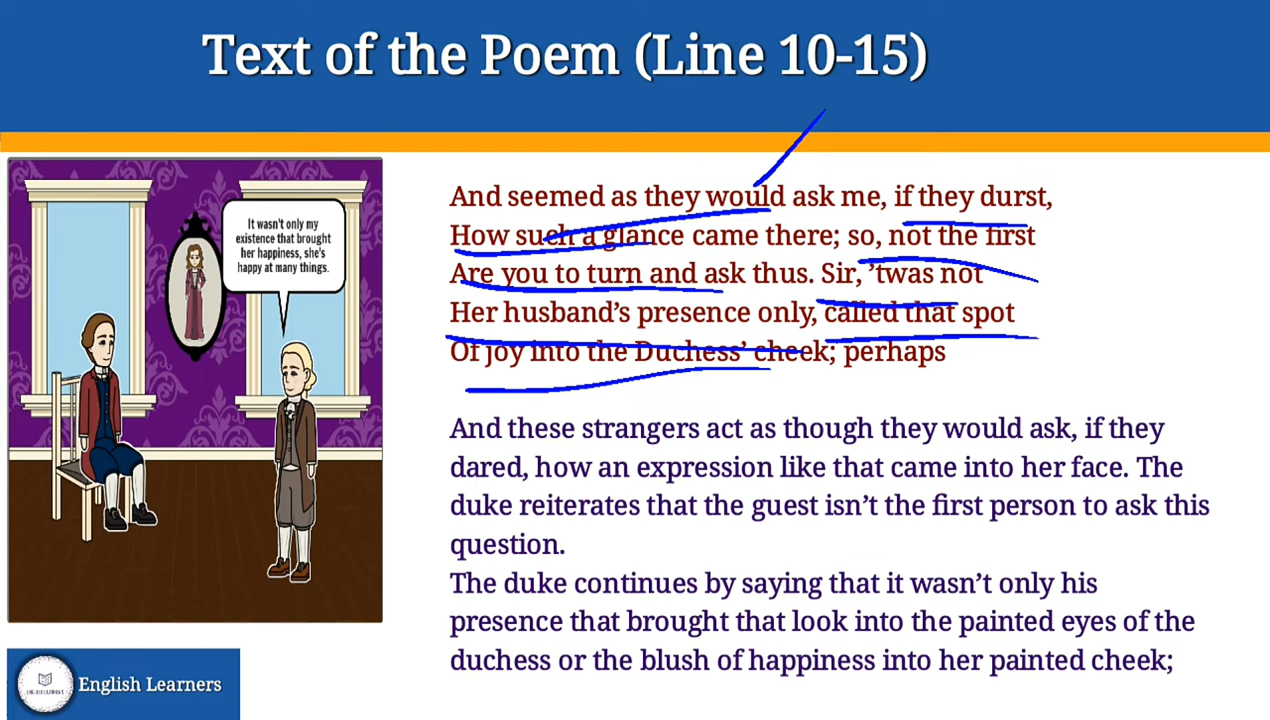 Text of the Poem (Line 10-15)
It wasn't only my
existence that brought
her happiness, she's
happy at many things.
And seemed as they would ask me, if they durst,
How such a glance came there; so, not the first
Are you to turn and ask thus. Sir, ’twas not
Her husband’s presence only, called that spot
Of joy into the Duchess’ cheek; perhaps
And these strangers act as though they would ask, if they
dared, how an expression like that came into her face. The
duke reiterates that the guest isn’t the first person to ask this
question.
The duke continues by saying that it wasn’t only his
presence that brought that look into the painted eyes of the
duchess or the blush of happiness into her painted cheek;
ENGLISH LEARNERS
English Learners